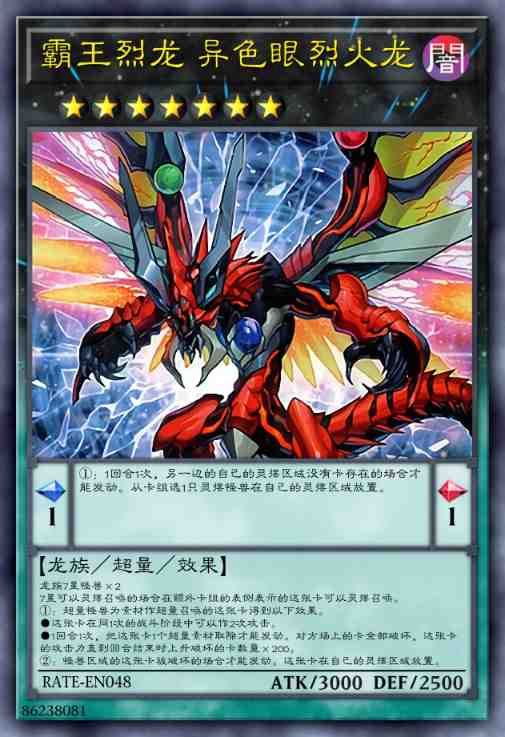 霸王烈龙 异色眼烈火龙
闇
①：1回合1次，另一边的自己的灵摆区域没有卡存在的场合才
能发动。从卡组选1只灵摆怪兽在自己的灵摆区域放置。
1
1
【龙族／超量／效果】
龙族7星怪兽×2
7星可以灵摆召唤的场合在额外卡组的表侧表示的这张卡可以灵摆召唤。
①：超量怪兽为素材作超量召唤的这张卡得到以下效果。
●这张卡在同1次的战斗阶段中可以作2次攻击。
●1回合1次，把这张卡1个超量素材取除才能发动。对方场上的卡全部破坏，这张卡
的攻击力直到回合结束时上升破坏的卡数量×200。
②：怪兽区域的这张卡被破坏的场合才能发动。这张卡在自己的灵摆区域放置。
RATE-EN048
ATK/3000 DEF/2500
86238081